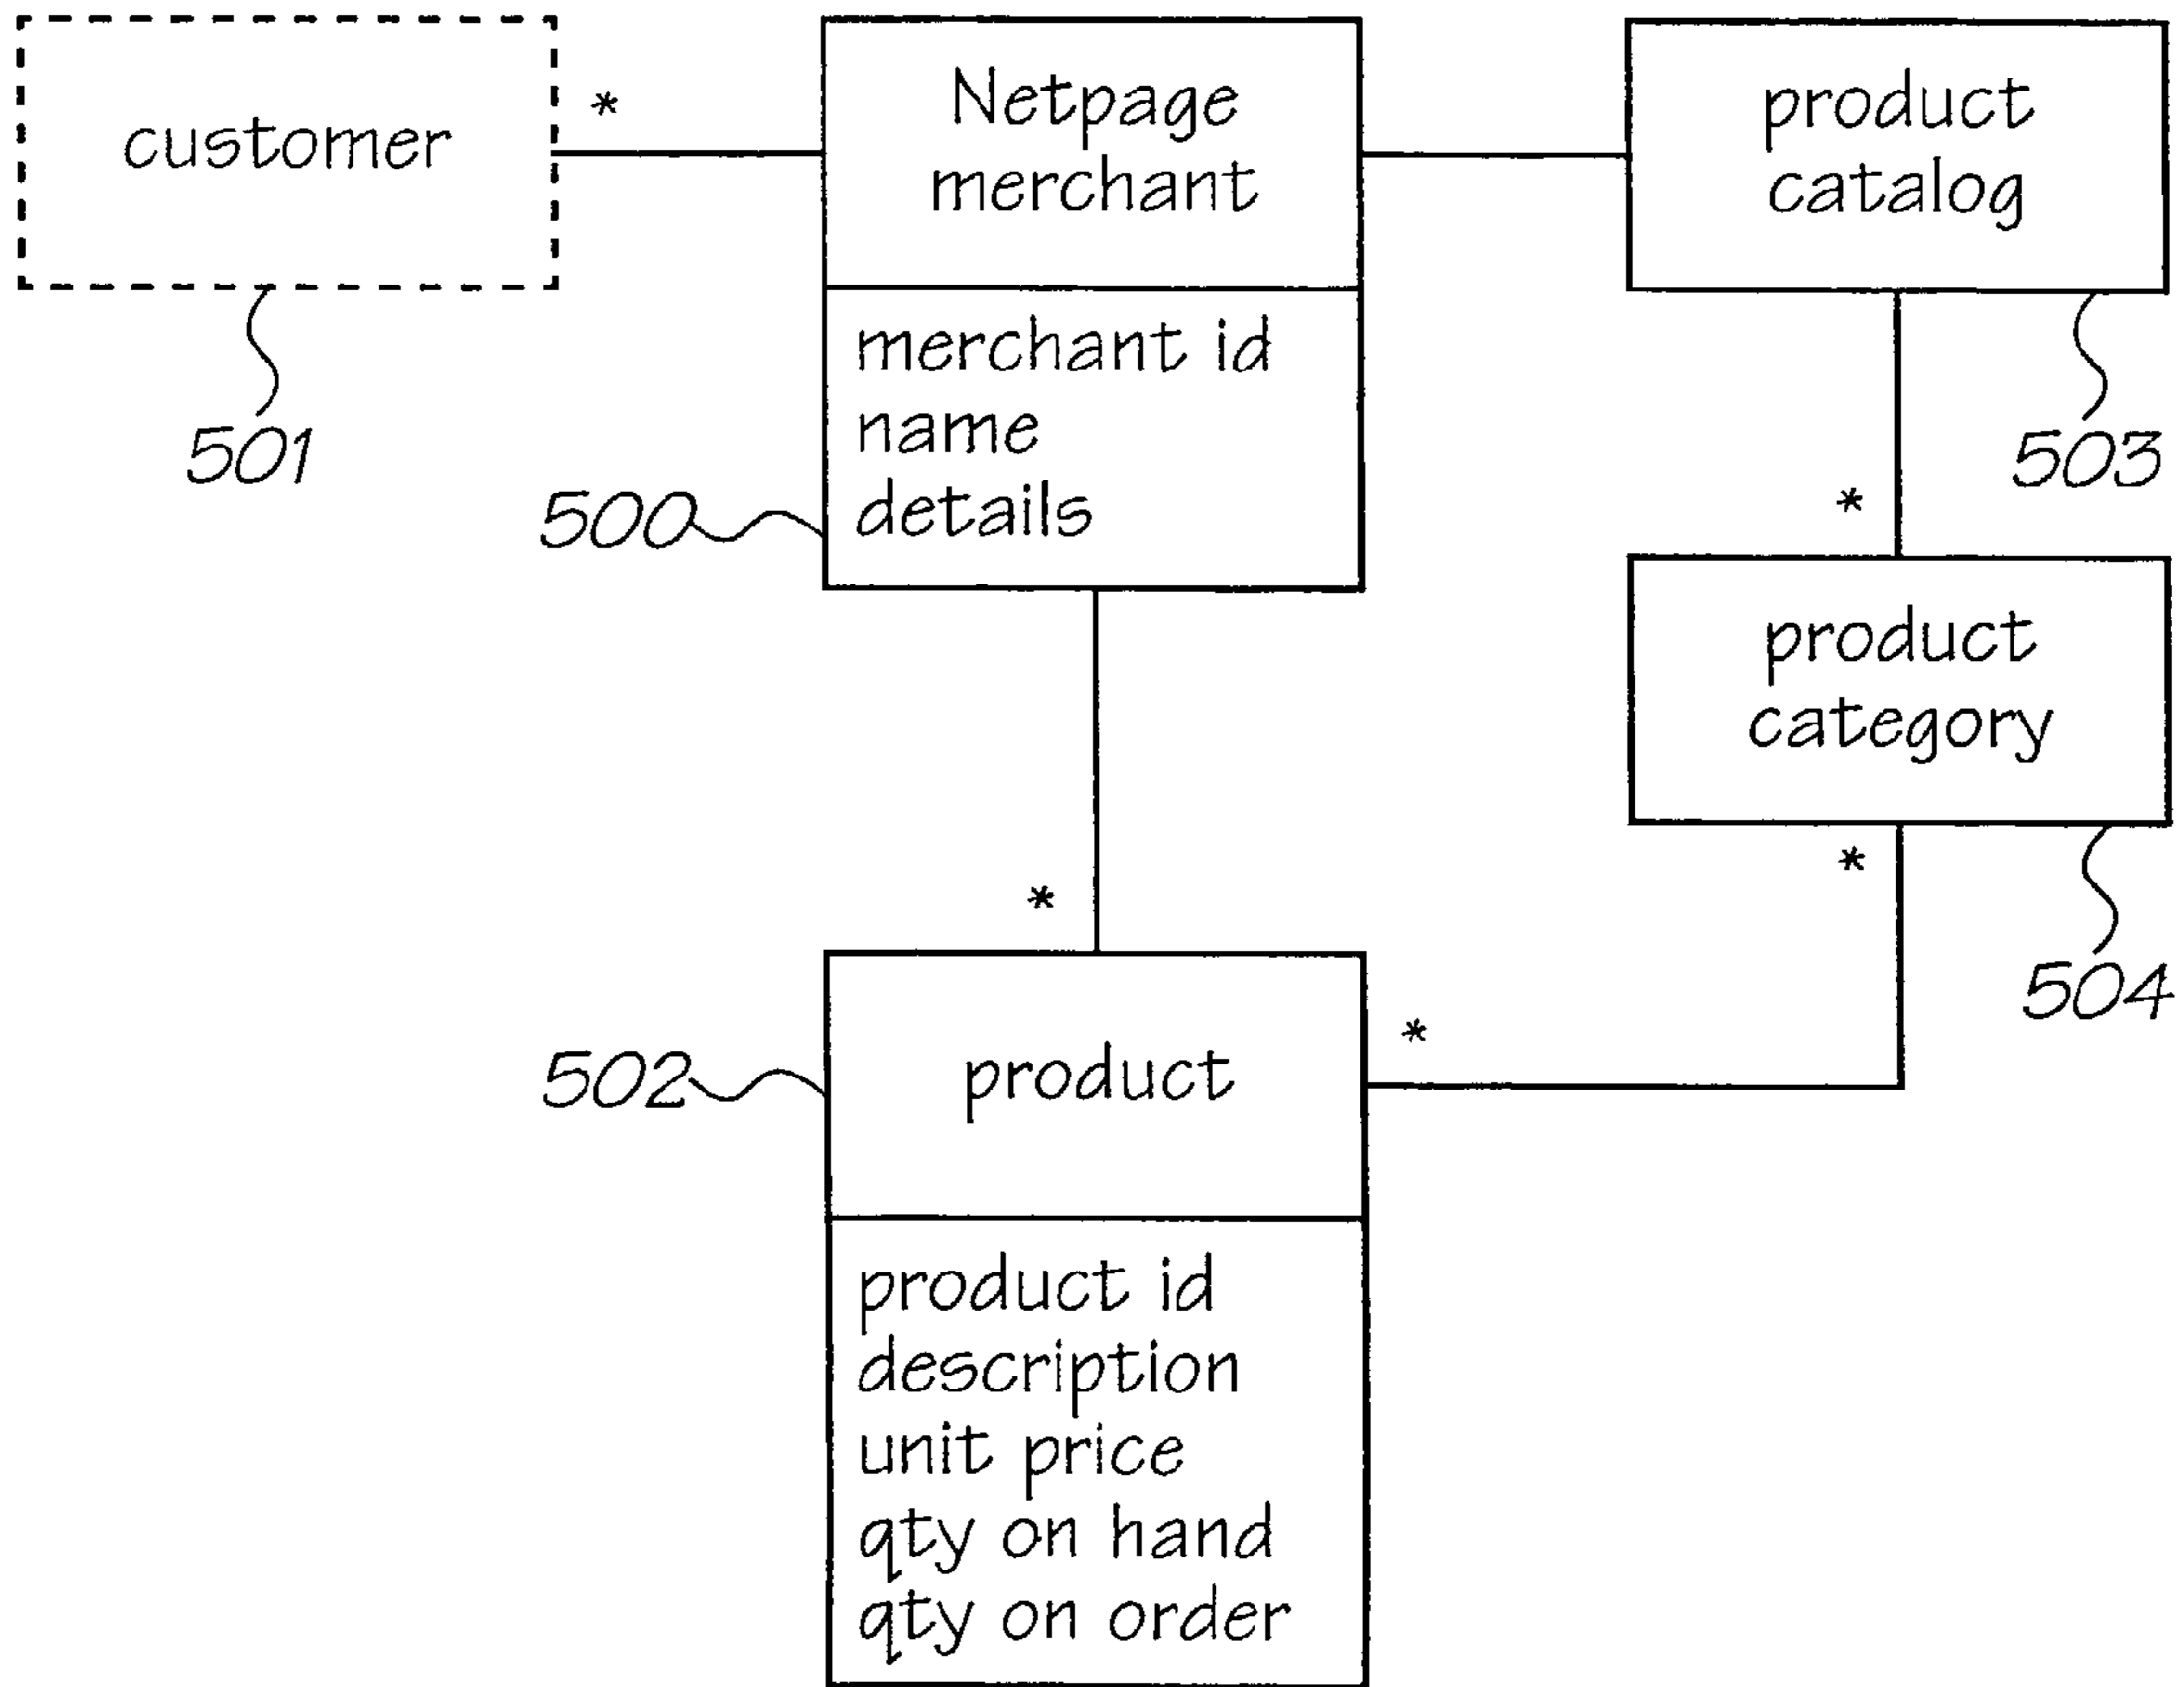 customer
*
501
Netpage
merchant
merchant id
name
details
500
product
catalog
503
*
product
category
*
504
*
product
*
502
product id
description
unit price
qty on hand
qty on order